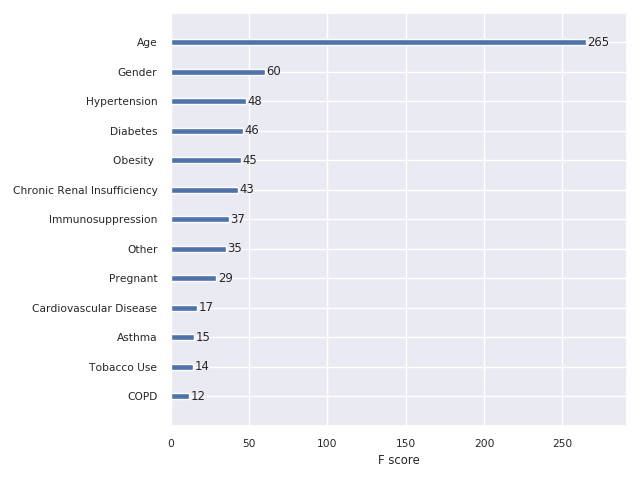 Age 265
Gender 60
Hypertension 48
Diabetes 46
Obesity 45
Chronic Renal Insufficiency 43
Immunosuppression 37
Other 35
Pregnant 29
Cardiovascular Disease 17
Asthma 15
Tobacco Use 14
COPD 12
0 50 100 150 200 250
F score